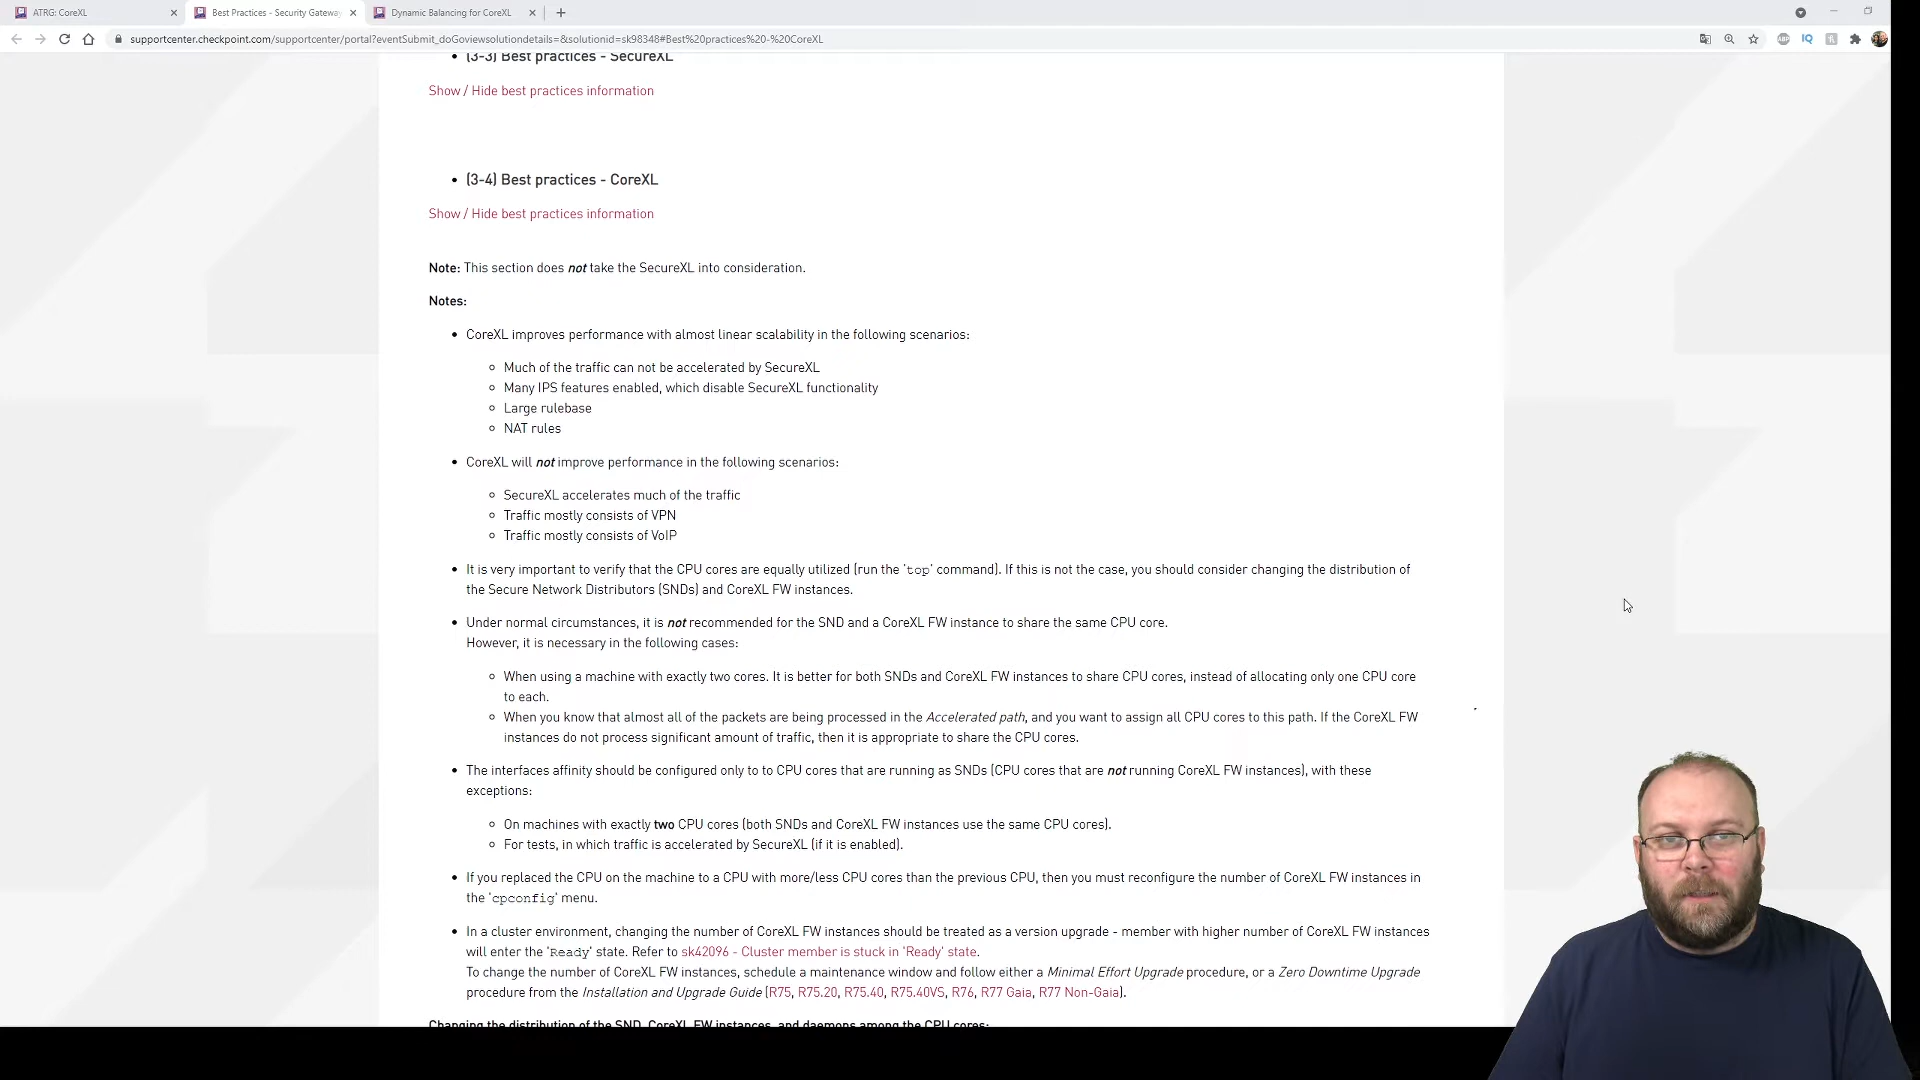 ATRG: CoreXL
Best Practices - Security Gateway
Dynamic Balancing for CoreXL
supportcenter.checkpoint.com/supportcenter/portal?eventSubmit_doGoviewsolutiondetails=&solutionid=sk98348#Best%20practices%20-%20CoreXL
• (3-3) Best practices - SecureXL
Show / Hide best practices information
• (3-4) Best practices - CoreXL
Show / Hide best practices information
Note: This section does not take the SecureXL into consideration.
Notes:
• CoreXL improves performance with almost linear scalability in the following scenarios:
◦ Much of the traffic can not be accelerated by SecureXL
◦ Many IPS features enabled, which disable SecureXL functionality
◦ Large rulebase
◦ NAT rules
• CoreXL will not improve performance in the following scenarios:
◦ SecureXL accelerates much of the traffic
◦ Traffic mostly consists of VPN
◦ Traffic mostly consists of VoIP
• It is very important to verify that the CPU cores are equally utilized (run the 'top' command). If this is not the case, you should consider changing the distribution of
the Secure Network Distributors (SNDs) and CoreXL FW instances.
• Under normal circumstances, it is not recommended for the SND and a CoreXL FW instance to share the same CPU core.
However, it is necessary in the following cases:
◦ When using a machine with exactly two cores. It is better for both SNDs and CoreXL FW instances to share CPU cores, instead of allocating only one CPU core
to each.
◦ When you know that almost all of the packets are being processed in the Accelerated path, and you want to assign all CPU cores to this path. If the CoreXL FW
instances do not process significant amount of traffic, then it is appropriate to share the CPU cores.
• The interfaces affinity should be configured only to to CPU cores that are running as SNDs (CPU cores that are not running CoreXL FW instances), with these
exceptions:
◦ On machines with exactly two CPU cores (both SNDs and CoreXL FW instances use the same CPU cores).
◦ For tests, in which traffic is accelerated by SecureXL (if it is enabled).
• If you replaced the CPU on the machine to a CPU with more/less CPU cores than the previous CPU, then you must reconfigure the number of CoreXL FW instances in
the 'cpconfig' menu.
• In a cluster environment, changing the number of CoreXL FW instances should be treated as a version upgrade - member with higher number of CoreXL FW instances
will enter the 'Ready' state. Refer to sk42096 - Cluster member is stuck in 'Ready' state.
To change the number of CoreXL FW instances, schedule a maintenance window and follow either a Minimal Effort Upgrade procedure, or a Zero Downtime Upgrade
procedure from the Installation and Upgrade Guide (R75, R75.20, R75.40, R75.40VS, R76, R77 Gaia, R77 Non-Gaia).
Changing the distribution of the SND, CoreXL FW instances, and daemons among the CPU cores: